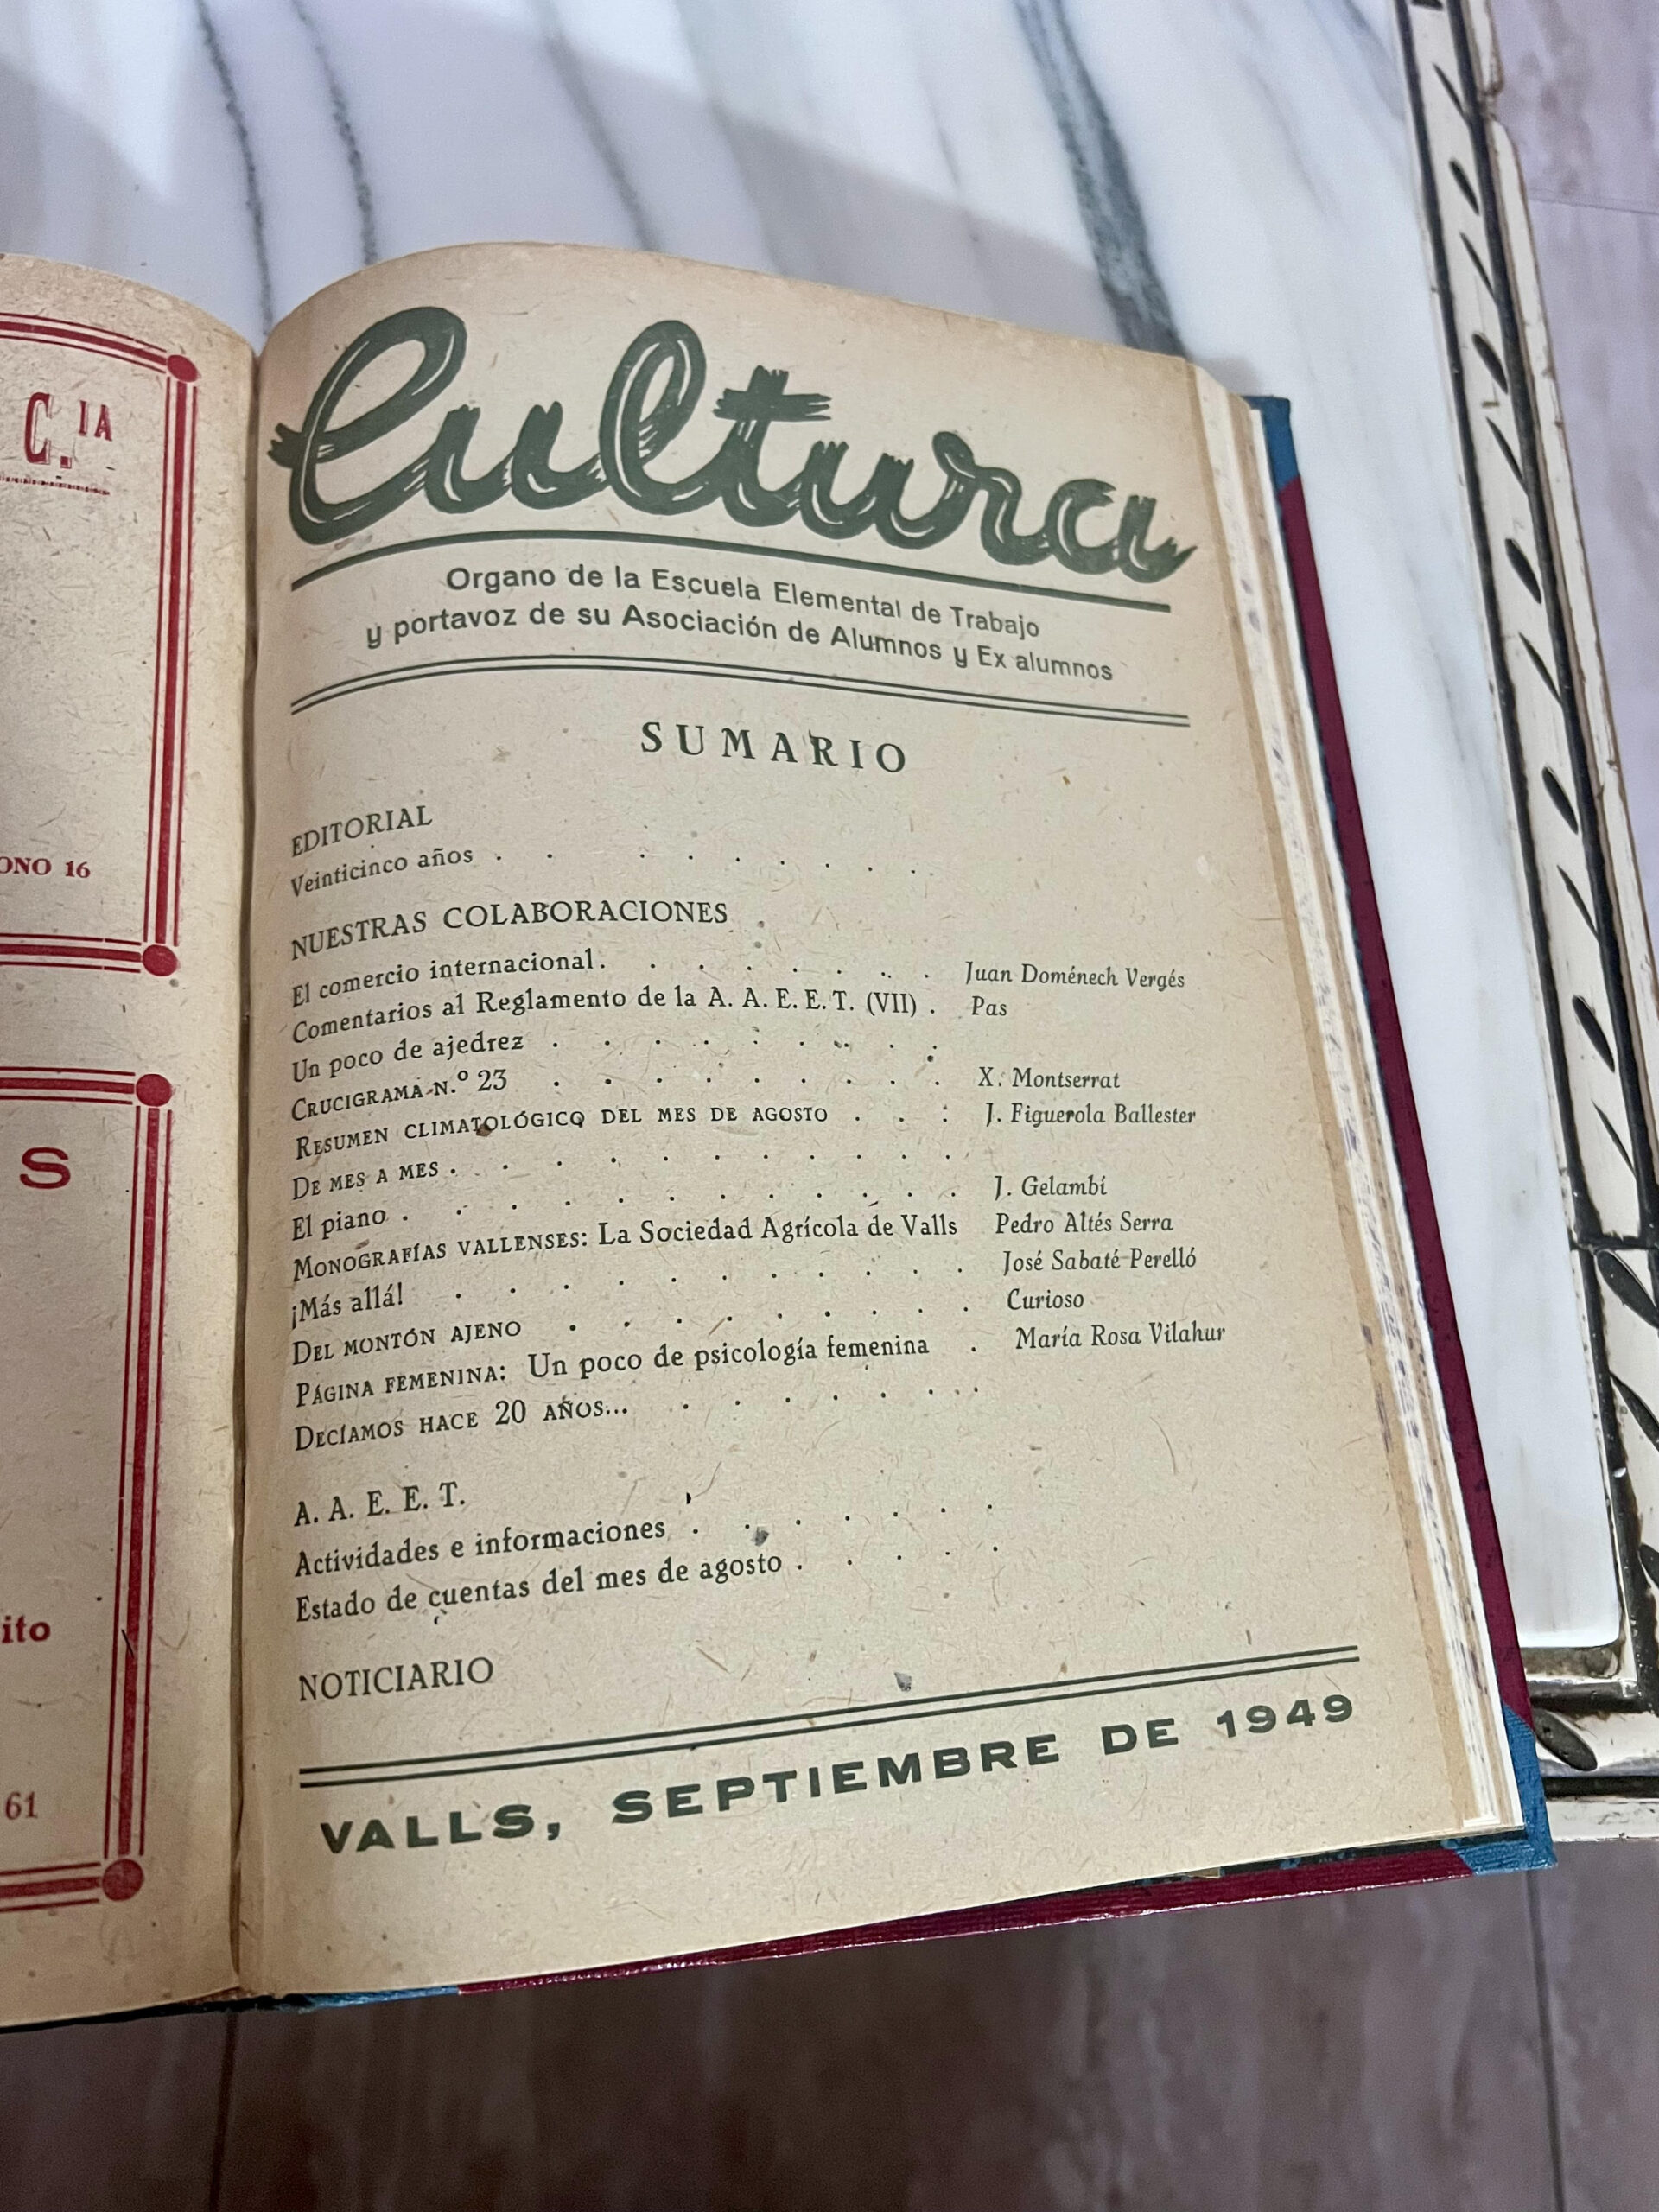 C.IA
ONO 16
S
ito
61
Cultura
Organo de la Escuela Elemental de Trabajo
y portavoz de su Asociación de Alumnos y Ex alumnos
SUMARIO
EDITORIAL
Veinticinco años . . . . . . . . .
NUESTRAS COLABORACIONES
El comercio internacional. . . . . . . . Juan Doménech Vergés
Comentarios al Reglamento de la A. A. E. E. T. (VII) . Pas
Un poco de ajedrez . . . . . . . . .
CRUCIGRAMA N.º 23 . . . . . . . . . X. Montserrat
RESUMEN CLIMATOLÓGICO DEL MES DE AGOSTO . . . J. Figuerola Ballester
DE MES A MES . . . . . . . . . . .
El piano . . . . . . . . . . . . J. Gelambí
MONOGRAFÍAS VALLENSES: La Sociedad Agrícola de Valls Pedro Altés Serra
¡Más allá! . . . . . . . . . . . José Sabaté Perelló
DEL MONTÓN AJENO . . . . . . . . . Curioso
PÁGINA FEMENINA: Un poco de psicología femenina . María Rosa Vilahur
DECÍAMOS HACE 20 AÑOS... . . . . . . .
A. A. E. E. T.
Actividades e informaciones . . . . . . .
Estado de cuentas del mes de agosto . . . . .
NOTICIARIO
VALLS, SEPTIEMBRE DE 1949